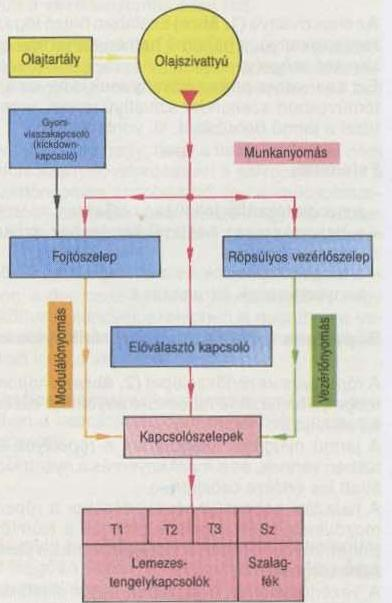 Olajtartály
Olajszivattyú
Gyors-
visszakapcsoló
(kickdown-
kapcsoló)
Munkanyomás
Fojtószelep
Röpsúlyos vezérlőszelep
Modulálónyomás
Előválasztó kapcsoló
Vezérlőnyomás
Kapcsolószelepek
T1 T2 T3 Sz
Lemezes-
tengelykapcsolók
Szalag-
fék